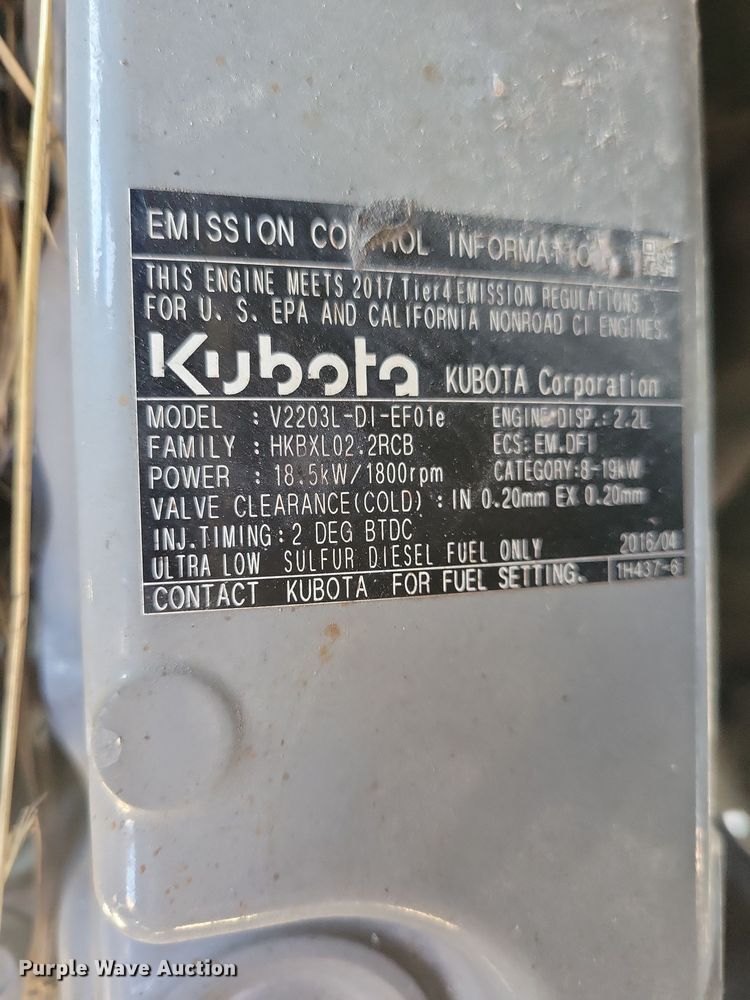 EMISSION CONTROL INFORMATION
THIS ENGINE MEETS 2017 Tier4 EMISSION REGULATIONS
FOR U. S. EPA AND CALIFORNIA NONROAD CI ENGINES.
Kubota KUBOTA Corporation
MODEL : V2203L-DI-EF01e ENGINE DISP.: 2.2L
FAMILY : HKBXL02.2RCB ECS: EM.DFI
POWER : 18.5kW/1800rpm CATEGORY:8-19kW
VALVE CLEARANCE(COLD) : IN 0.20mm EX 0.20mm
INJ.TIMING: 2 DEG BTDC
ULTRA LOW SULFUR DIESEL FUEL ONLY 2016/04
CONTACT KUBOTA FOR FUEL SETTING. 1H437-6
Purple Wave Auction